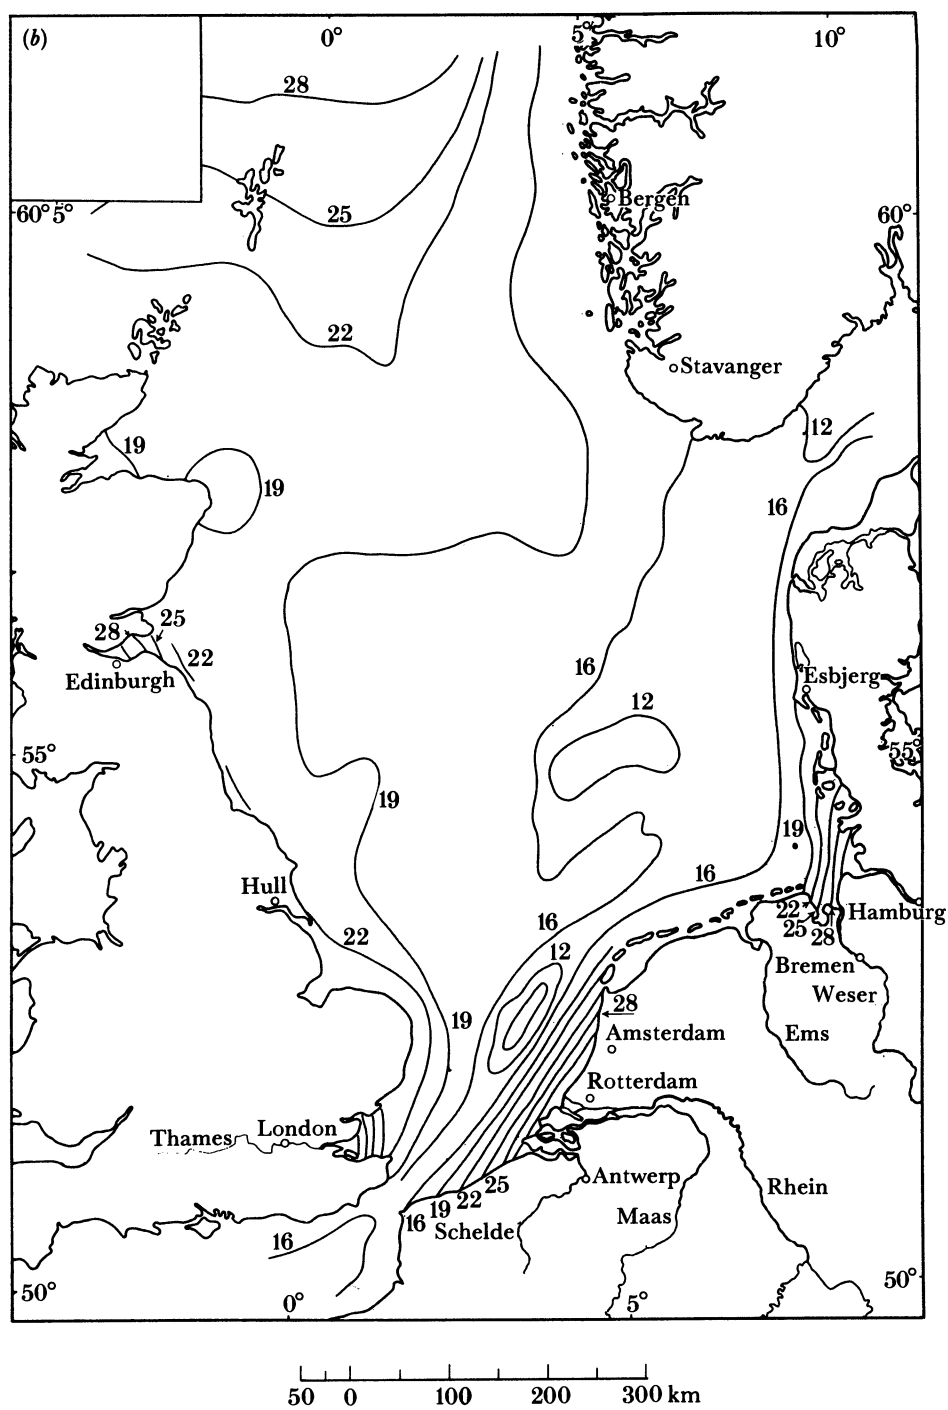 (b)
0°
5°
10°
28
Bergen
60° 5°
25
60°
22
Stavanger
12
19
19
16
28
25
22
Edinburgh
16
Esbjerg
12
55°
55°
19
19
Hull
16
22
Hamburg
16
25
28
22
12
Bremen
Weser
28
19
Amsterdam
Ems
Rotterdam
Thames
London
Antwerp
25
Rhein
22
19
16
Maas
Schelde
16
50°
50°
0°
5°
50 0 100 200 300 km